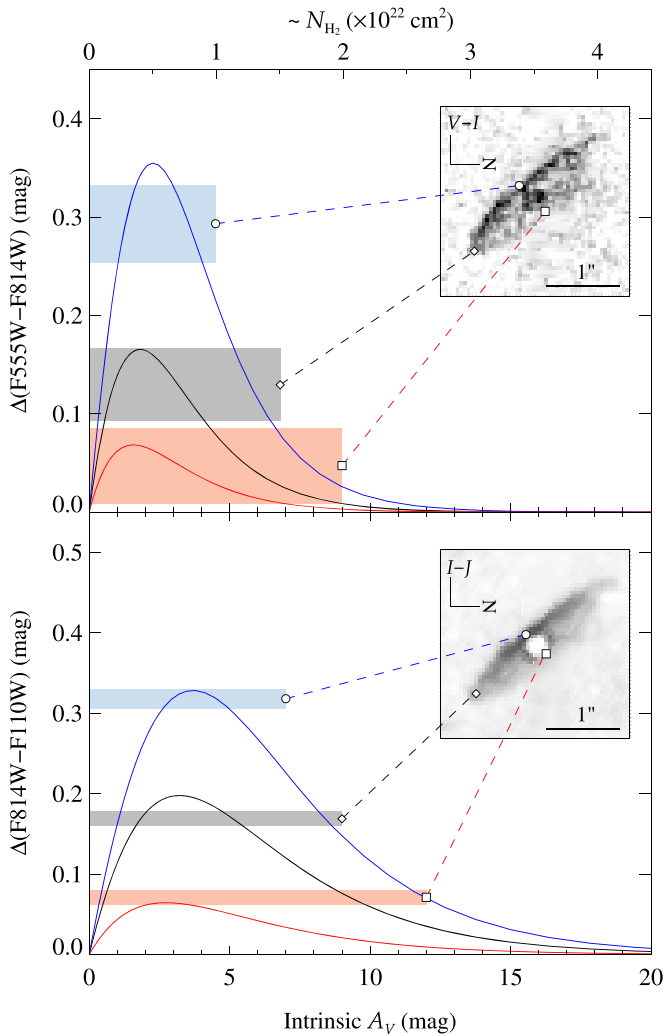 ~ N_H2 (×10^22 cm^2)
0 1 2 3 4
Δ(F555W−F814W) (mag)
0.4
0.3
0.2
0.1
0.0
V−I
N
1"
Δ(F814W−F110W) (mag)
0.5
0.4
0.3
0.2
0.1
0.0
I−J
N
1"
0 5 10 15 20
Intrinsic A_V (mag)